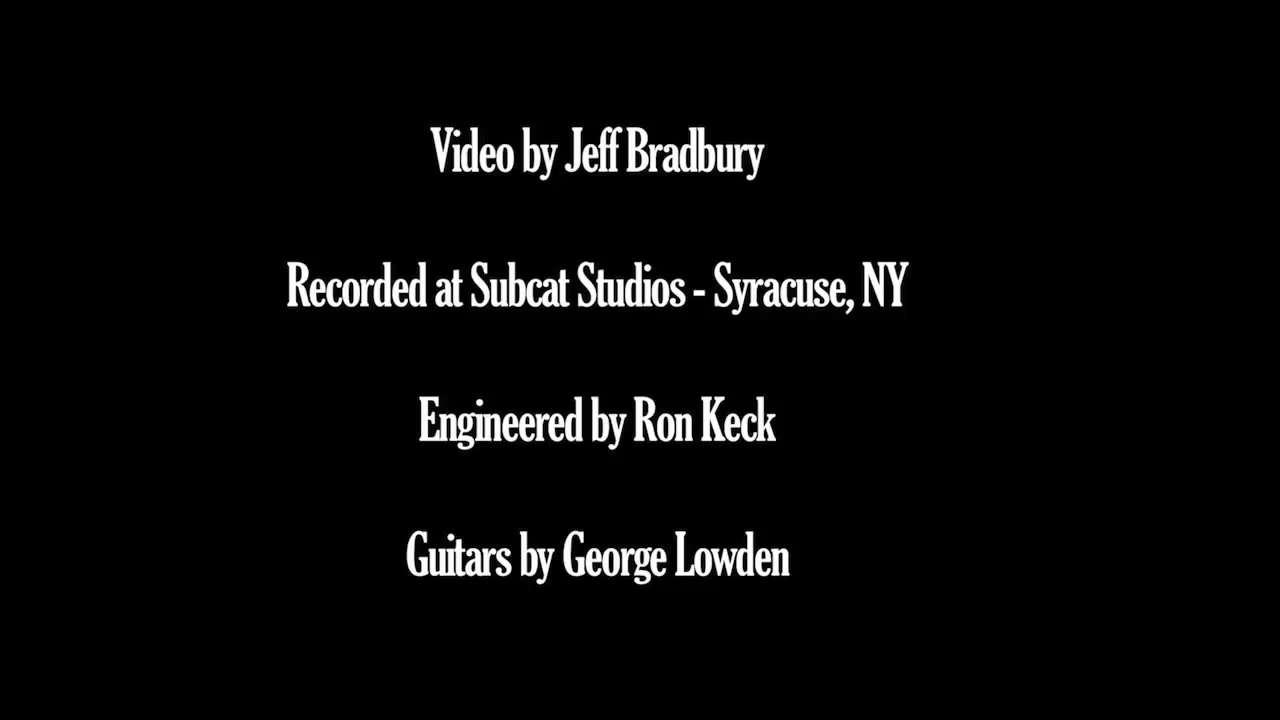 Video by Jeff Bradbury
Recorded at Subcat Studios - Syracuse, NY
Engineered by Ron Keck
Guitars by George Lowden